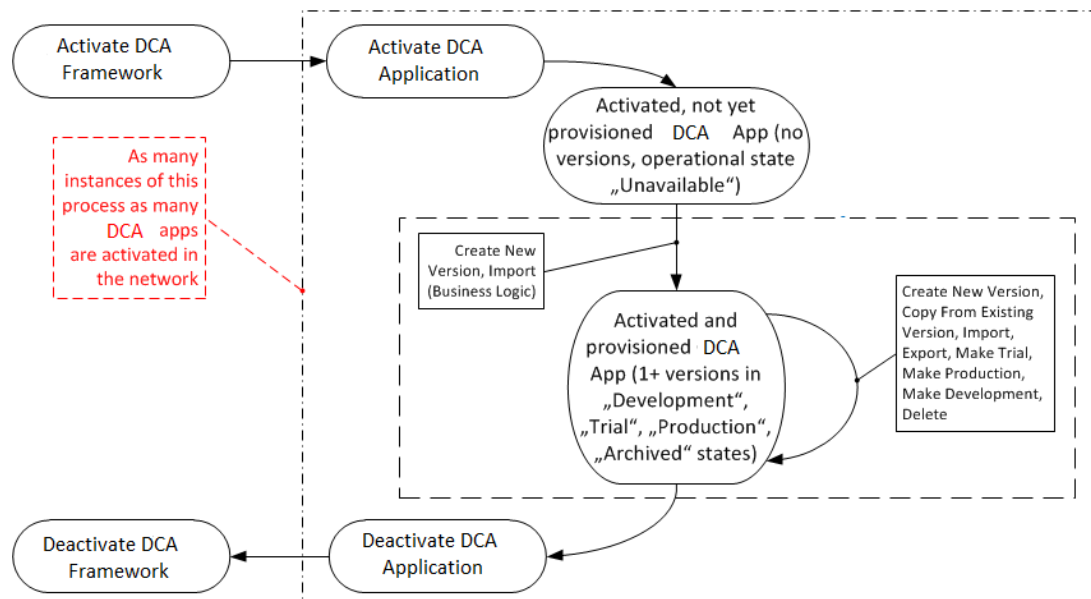 Activate DCA
Framework
Activate DCA
Application
Activated, not yet
provisioned DCA App (no
versions, operational state
„Unavailable“)
As many
instances of this
process as many
DCA apps
are activated in
the network
Create New
Version, Import
(Business Logic)
Activated and
provisioned DCA
App (1+ versions in
„Development“,
„Trial“, „Production“,
„Archived“ states)
Create New Version,
Copy From Existing
Version, Import,
Export, Make Trial,
Make Production,
Make Development,
Delete
Deactivate DCA
Framework
Deactivate DCA
Application